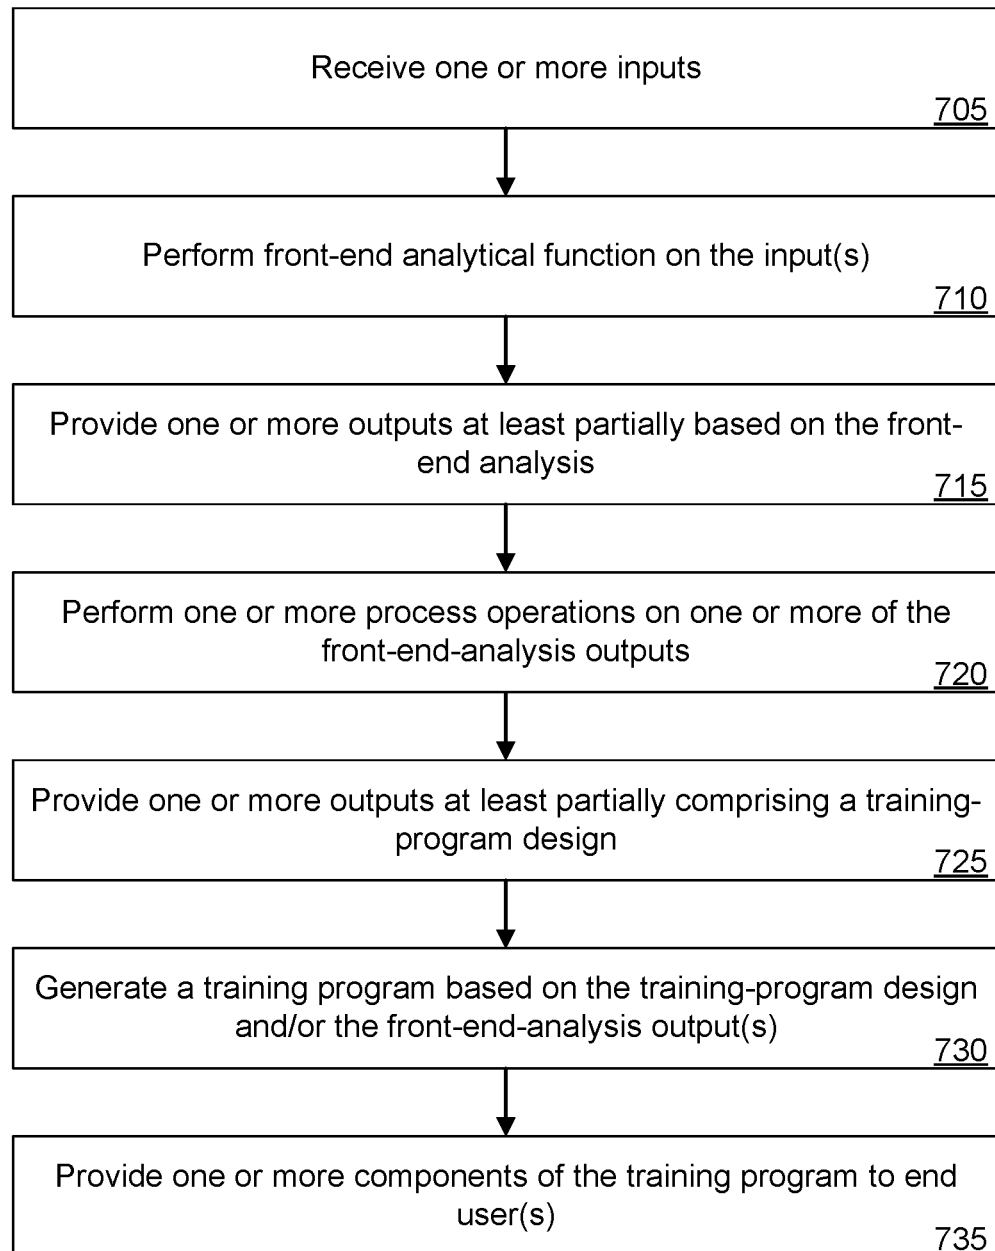 Receive one or more inputs
705
Perform front-end analytical function on the input(s)
710
Provide one or more outputs at least partially based on the front-
end analysis
715
Perform one or more process operations on one or more of the
front-end-analysis outputs
720
Provide one or more outputs at least partially comprising a training-
program design
725
Generate a training program based on the training-program design
and/or the front-end-analysis output(s)
730
Provide one or more components of the training program to end
user(s)
735